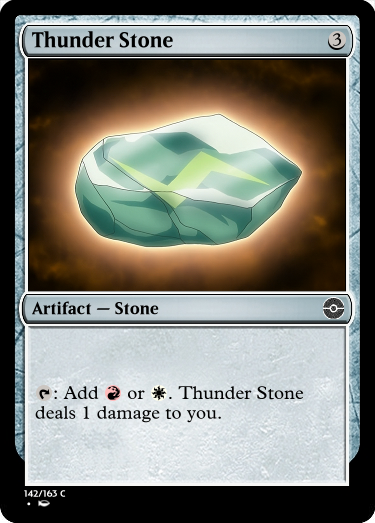 Thunder Stone 3
Artifact — Stone
: Add or . Thunder Stone
deals 1 damage to you.
142/163 C